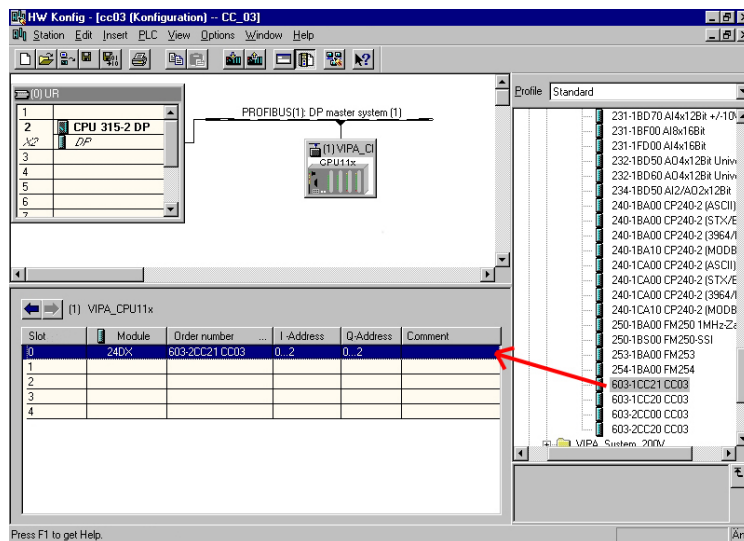 HW Konfig - [cc03 (Konfiguration) -- CC_03]
Station Edit Insert PLC View Options Window Help
(0) UR
1
2 CPU 315-2 DP
X2 DP
3
4
5
6
7
PROFIBUS(1): DP master system (1)
(1) VIPA_CI
CPU11x
Profile Standard
231-1BD70 AI4x12Bit +/-10V
231-1BF00 AI8x16Bit
231-1FD00 AI4x16Bit
232-1BD50 AO4x12Bit Unive
232-1BD60 AO4x12Bit Unive
234-1BD50 AI2/AO2x12Bit
240-1BA00 CP240-2 (ASCII)
240-1BA00 CP240-2 (STX/E
240-1BA00 CP240-2 (3964/
240-1BA10 CP240-2 (MODB
240-1CA00 CP240-2 (ASCII)
240-1CA00 CP240-2 (STX/E
240-1CA00 CP240-2 (3964/
240-1CA10 CP240-2 (MODB
250-1BA00 FM250 1MHz-Za
250-1BS00 FM250-SSI
253-1BA00 FM253
254-1BA00 FM254
603-1CC21 CC03
603-1CC20 CC03
603-2CC00 CC03
603-2CC20 CC03
VIPA_System_200V
(1) VIPA_CPU11x
Slot Module Order number ... I-Address Q-Address Comment
0 24DX 603-2CC21 CC03 0...2 0...2
1
2
3
4
Press F1 to get Help.
Än